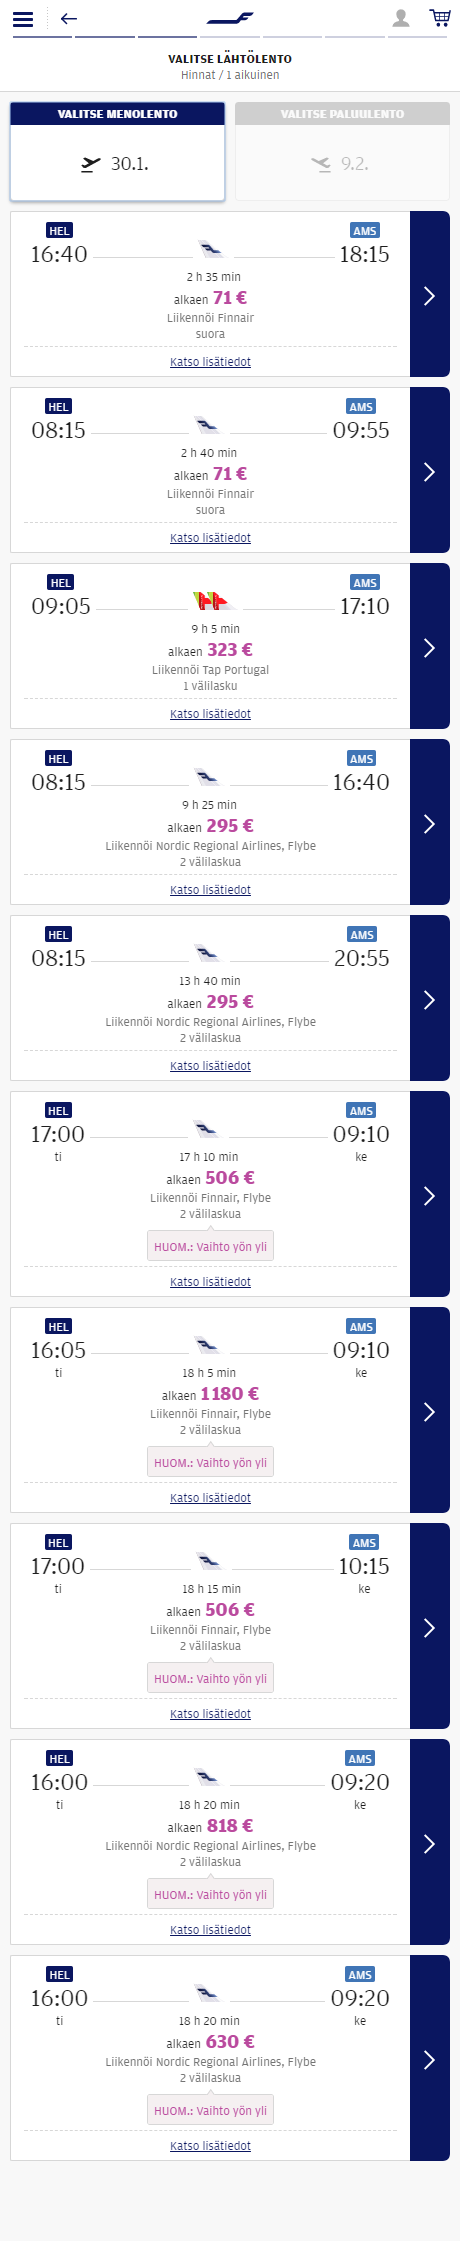 VALITSE LÄHTÖLENTO
Hinnat / 1 aikuinen
VALITSE MENOLENTO
30.1.
VALITSE PALUULENTO
9.2.
HEL AMS
16:40 18:15
2 h 35 min
alkaen 71 €
Liikennöi Finnair
suora
Katso lisätiedot
HEL AMS
08:15 09:55
2 h 40 min
alkaen 71 €
Liikennöi Finnair
suora
Katso lisätiedot
HEL AMS
09:05 17:10
9 h 5 min
alkaen 323 €
Liikennöi Tap Portugal
1 välilasku
Katso lisätiedot
HEL AMS
08:15 16:40
9 h 25 min
alkaen 295 €
Liikennöi Nordic Regional Airlines, Flybe
2 välilaskua
Katso lisätiedot
HEL AMS
08:15 20:55
13 h 40 min
alkaen 295 €
Liikennöi Nordic Regional Airlines, Flybe
2 välilaskua
Katso lisätiedot
HEL AMS
17:00 09:10
ti 17 h 10 min ke
alkaen 506 €
Liikennöi Finnair, Flybe
2 välilaskua
HUOM.: Vaihto yön yli
Katso lisätiedot
HEL AMS
16:05 09:10
ti 18 h 5 min ke
alkaen 1 180 €
Liikennöi Finnair, Flybe
2 välilaskua
HUOM.: Vaihto yön yli
Katso lisätiedot
HEL AMS
17:00 10:15
ti 18 h 15 min ke
alkaen 506 €
Liikennöi Finnair, Flybe
2 välilaskua
HUOM.: Vaihto yön yli
Katso lisätiedot
HEL AMS
16:00 09:20
ti 18 h 20 min ke
alkaen 818 €
Liikennöi Nordic Regional Airlines, Flybe
2 välilaskua
HUOM.: Vaihto yön yli
Katso lisätiedot
HEL AMS
16:00 09:20
ti 18 h 20 min ke
alkaen 630 €
Liikennöi Nordic Regional Airlines, Flybe
2 välilaskua
HUOM.: Vaihto yön yli
Katso lisätiedot